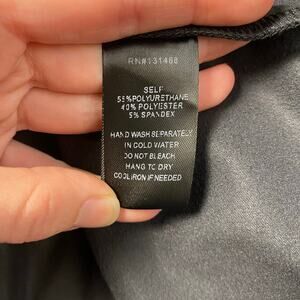 RN#131466
SELF
55%POLYURETHANE
40%POLYESTER
5% SPANDEX
HAND WASH SEPARATELY
IN COLD WATER
DO NOT BLEACH
HANG TO DRY
COOL IRON IF NEEDED